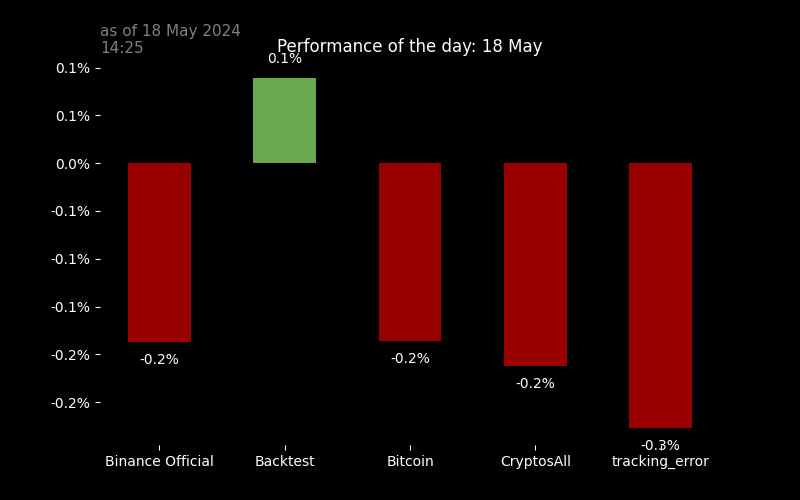 as of 18 May 2024
14:25
Performance of the day: 18 May
0.1%
0.1%
0.1%
0.0%
-0.1%
-0.1%
-0.1%
-0.2%
-0.2%
-0.2%
-0.2%
-0.2%
-0.3%
Binance Official
Backtest
Bitcoin
CryptosAll
tracking_error